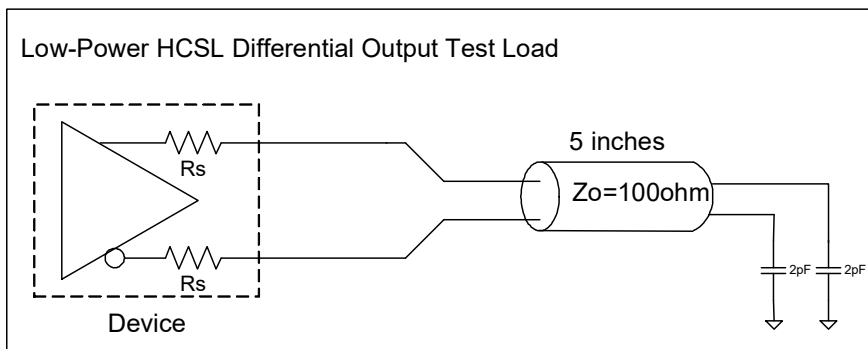 Low-Power HCSL Differential Output Test Load
Rs
5 inches
Zo=100ohm
Rs
2pF
2pF
Device